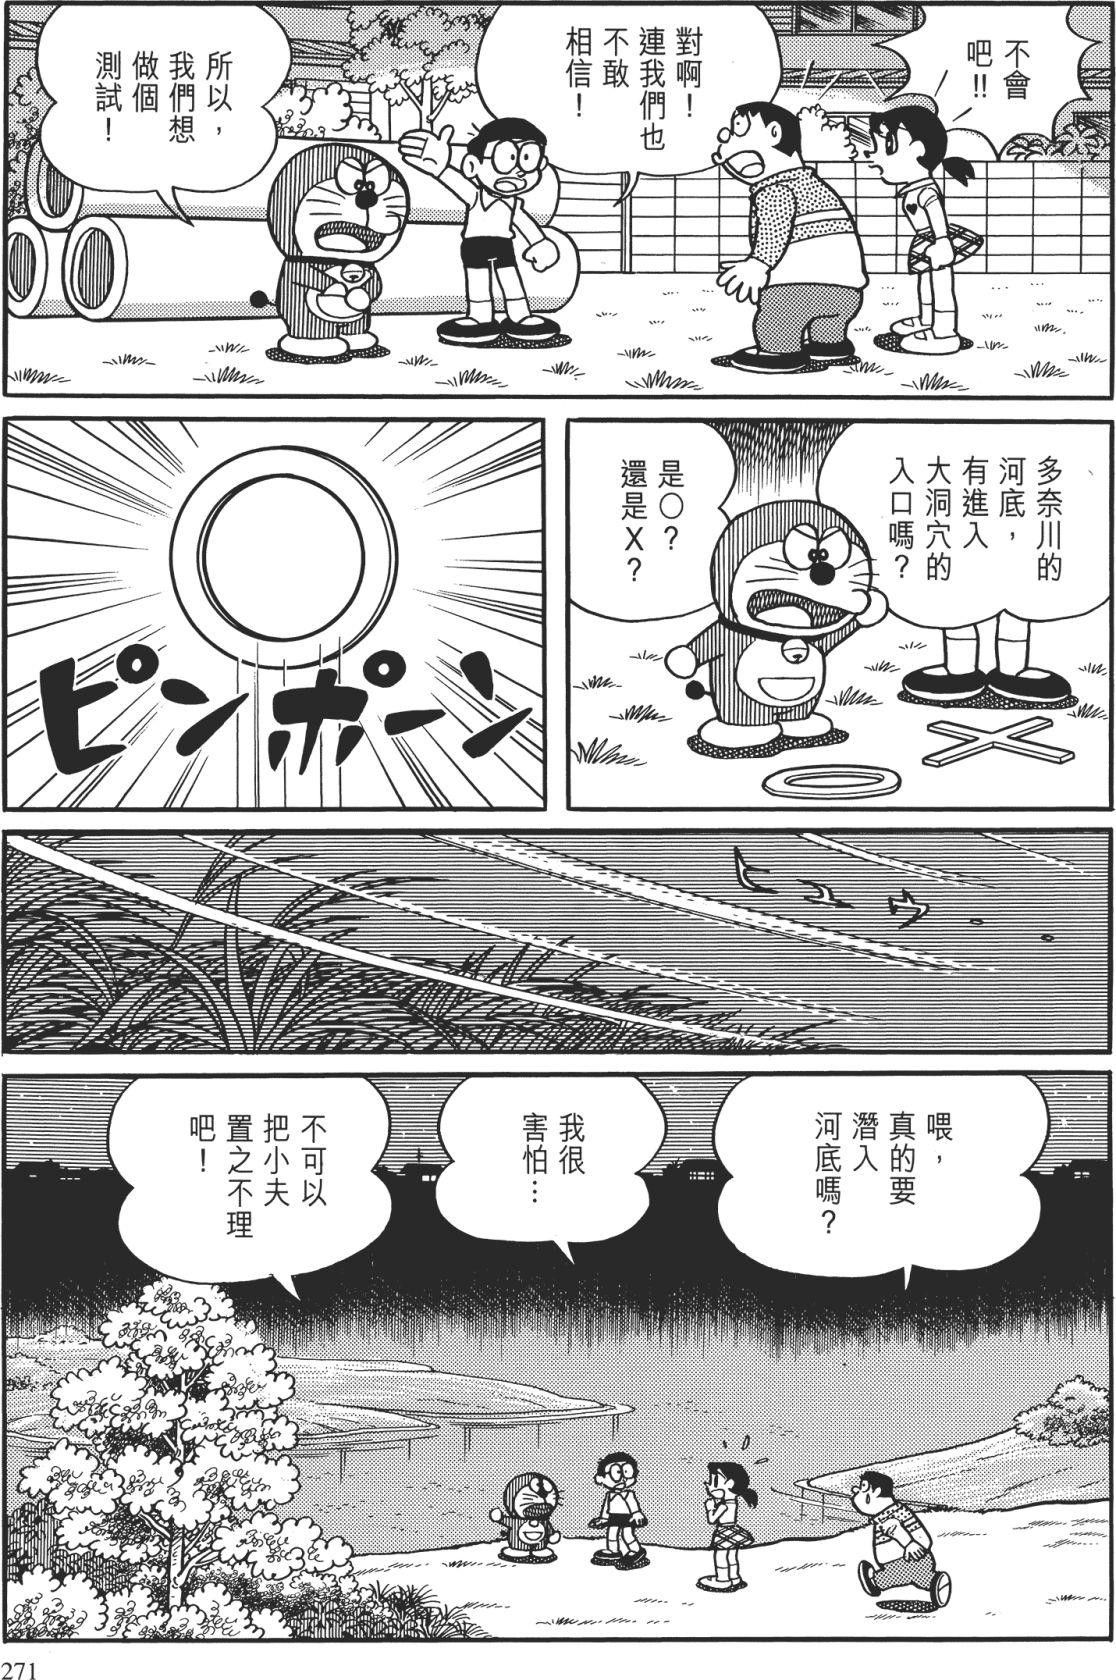 不會
吧!!
對啊！
連我們也
不敢
相信！
所以，
我們想
做個
測試！
多奈川的
河底，
有進入
大洞穴的
入口嗎？
是○？
還是X？
ピンポーン
ヒュウ
喂，
真的要
潛入
河底嗎？
我很
害怕…
不可以
把小夫
置之不理
吧！
271